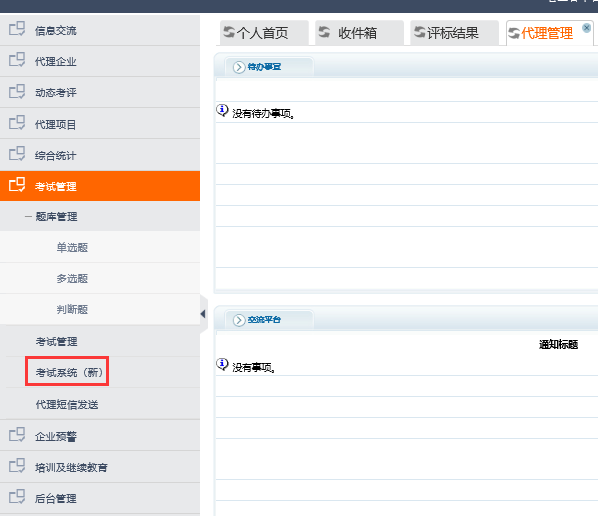 个人首页 收件箱 评标结果 代理管理
信息交流
代理企业
动态考评
代理项目
综合统计
考试管理
题库管理
单选题
多选题
判断题
考试管理
考试系统（新）
代理短信发送
企业预警
培训及继续教育
后台管理
待办事宜
没有待办事项。
交流平台
通知标题
没有事项。